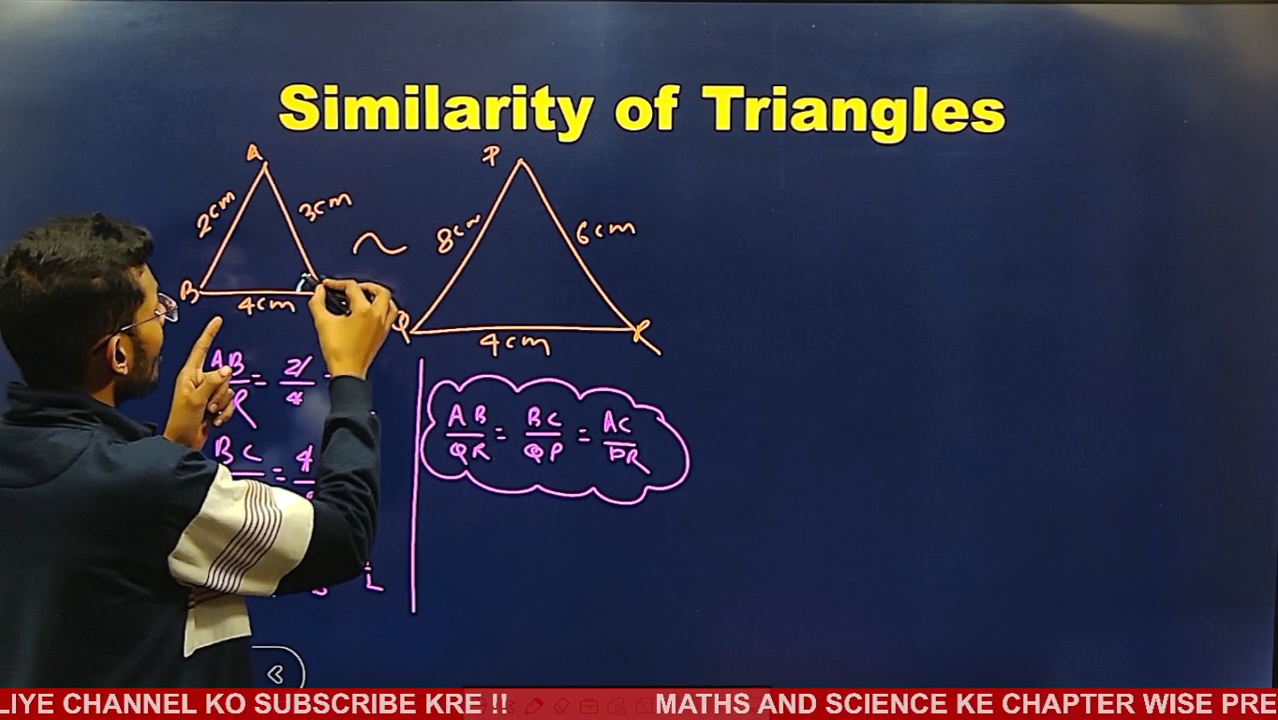 Similarity of Triangles
A
P
2cm
3cm
~
8cm
6cm
B
4cm
Q
R
4cm
AB/ R = 2/4 =
AB/QR = BC/QP = AC/PR
BC = 4
LIYE CHANNEL KO SUBSCRIBE KRE !! MATHS AND SCIENCE KE CHAPTER WISE PRE